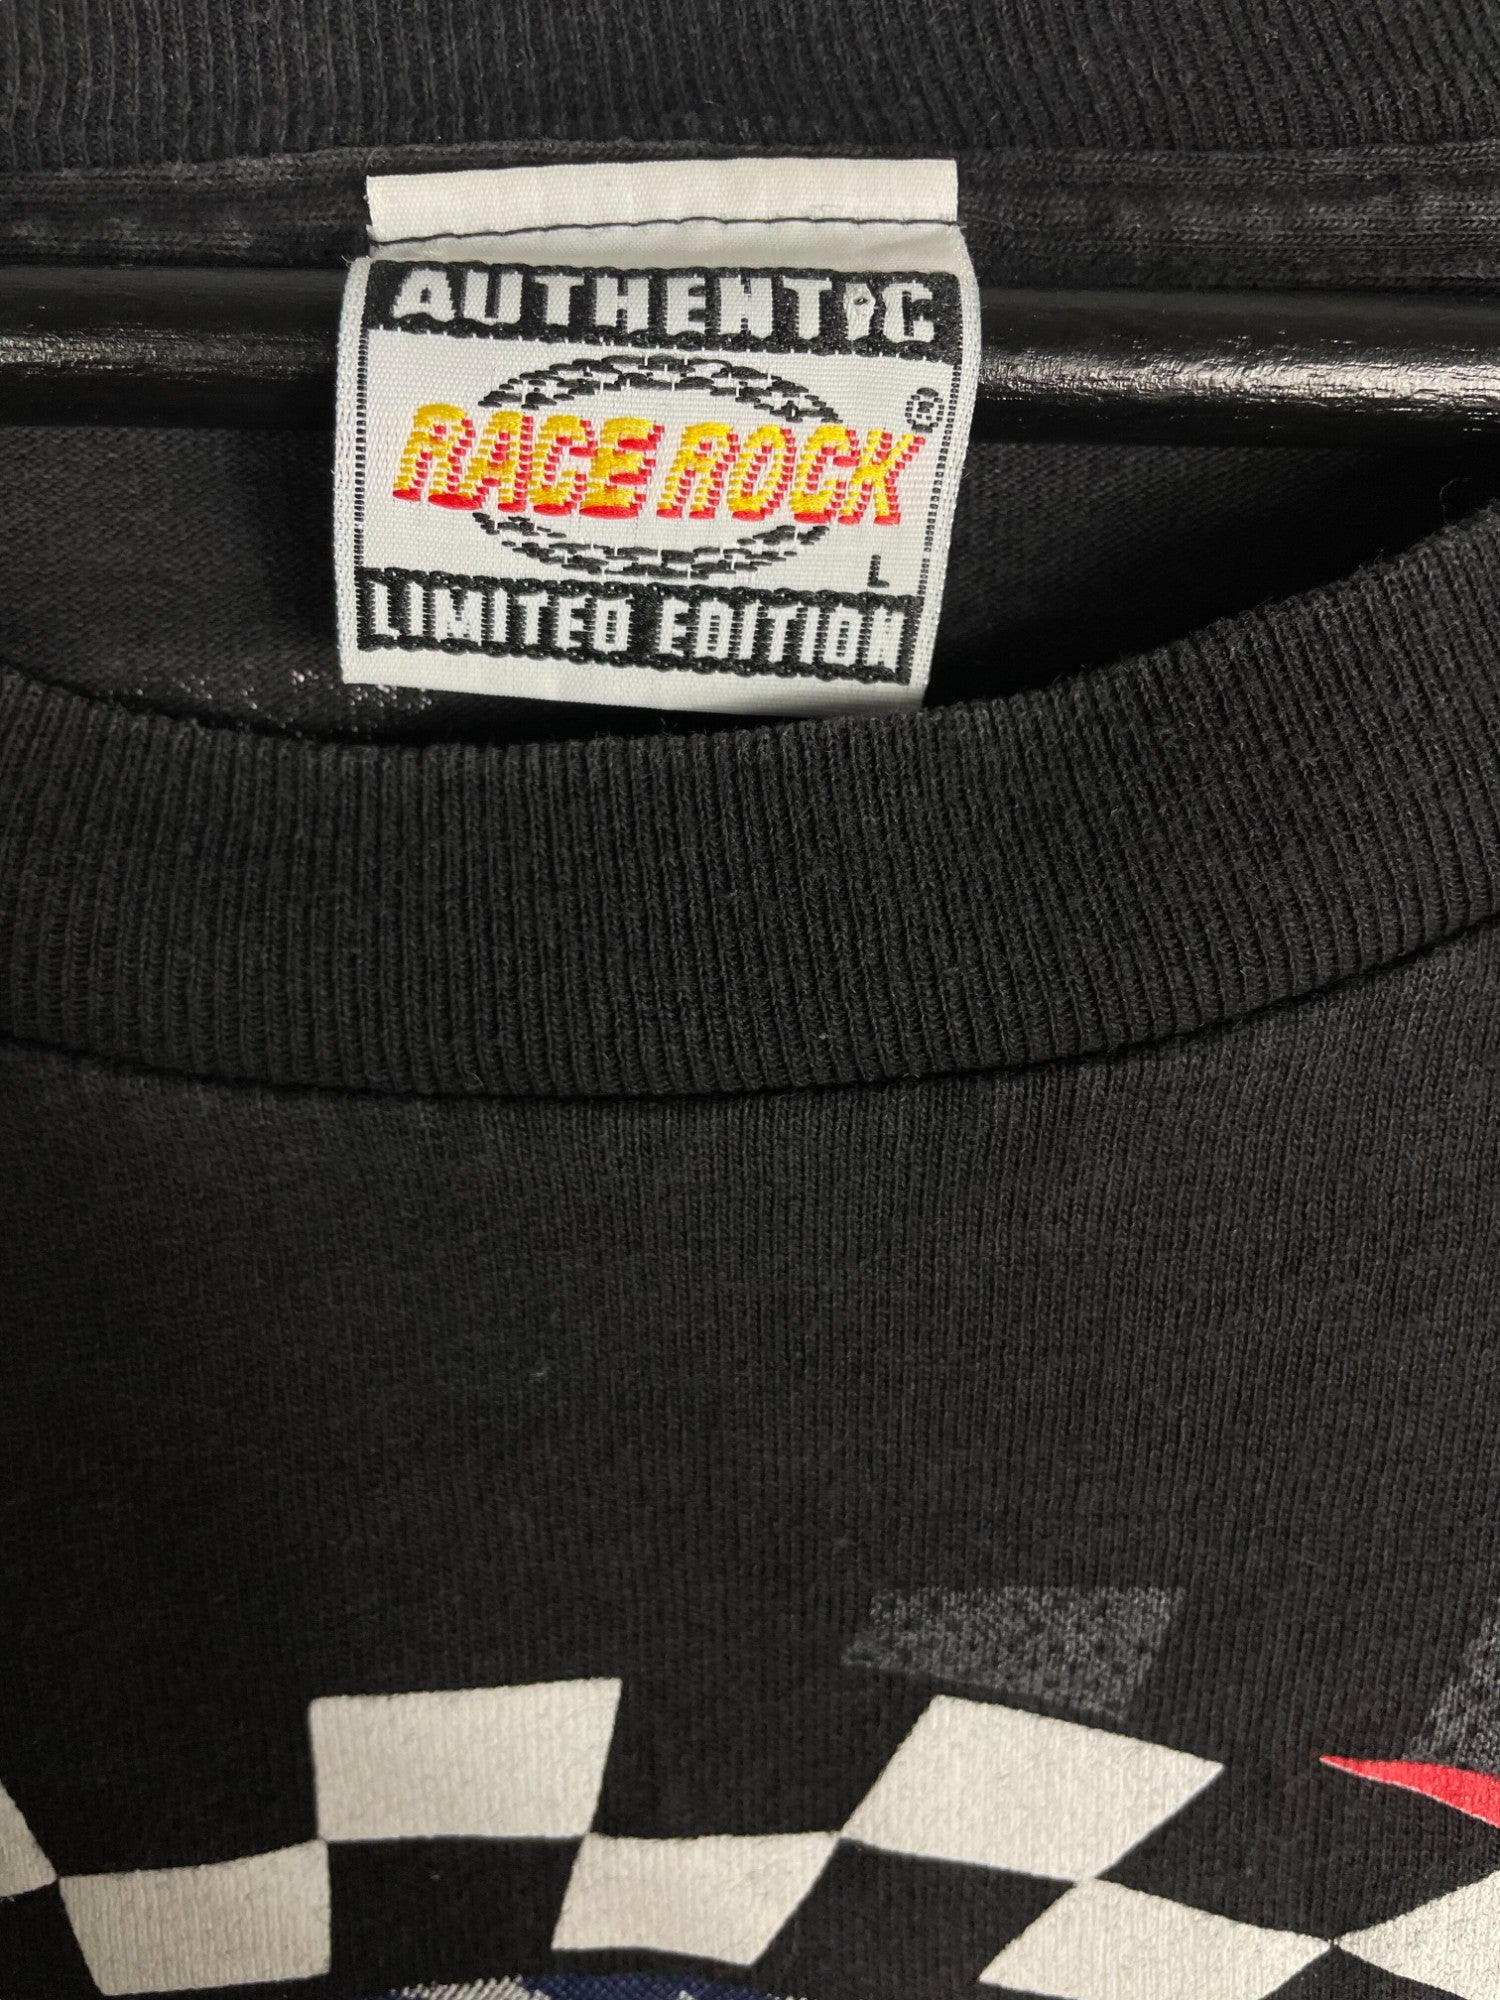 AUTHENTIC
RACE ROCK ®
L
LIMITED EDITION